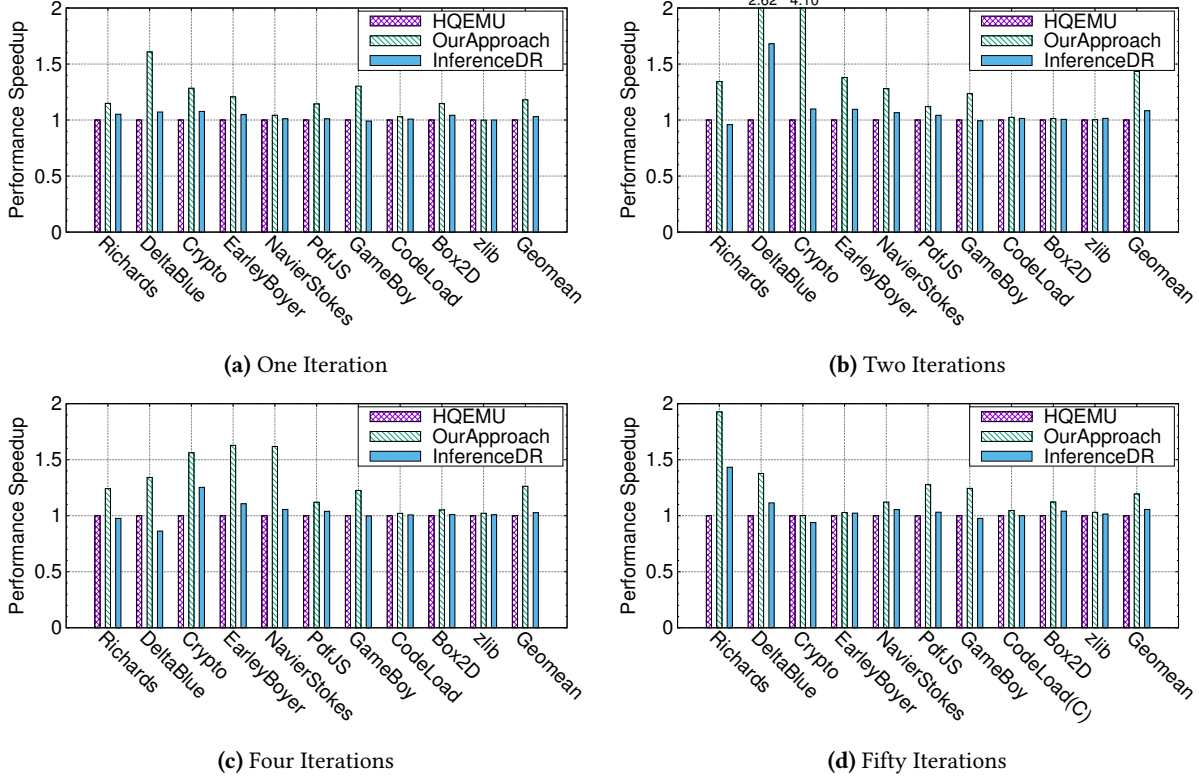 2.62 4.10
2
1.5
1
0.5
0
Performance Speedup
HQEMU
OurApproach
InferenceDR
Richards
DeltaBlue
Crypto
EarleyBoyer
NavierStokes
PdfJS
GameBoy
CodeLoad
Box2D
zlib
Geomean
(a) One Iteration
2
1.5
1
0.5
0
Performance Speedup
HQEMU
OurApproach
InferenceDR
Richards
DeltaBlue
Crypto
EarleyBoyer
NavierStokes
PdfJS
GameBoy
CodeLoad
Box2D
zlib
Geomean
(b) Two Iterations
2
1.5
1
0.5
0
Performance Speedup
HQEMU
OurApproach
InferenceDR
Richards
DeltaBlue
Crypto
EarleyBoyer
NavierStokes
PdfJS
GameBoy
CodeLoad
Box2D
zlib
Geomean
(c) Four Iterations
2
1.5
1
0.5
0
Performance Speedup
HQEMU
OurApproach
InferenceDR
Richards
DeltaBlue
Crypto
EarleyBoyer
NavierStokes
PdfJS
GameBoy
CodeLoad(C)
Box2D
zlib
Geomean
(d) Fifty Iterations